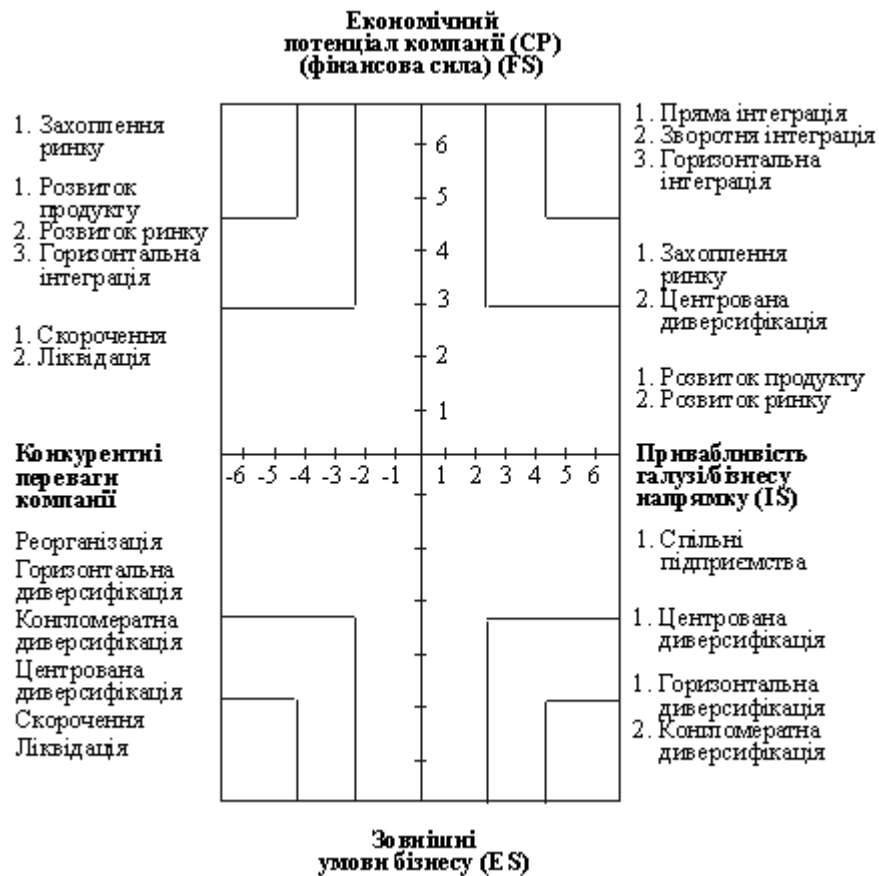 Економічний
потенціал компанії (СР)
(фінансова сила) (FS)
1. Захоплення
ринку
1. Розвиток
продукту
2. Розвиток ринку
3. Горизонтальна
інтеграція
1. Скорочення
2. Ліквідація
1. Пряма інтеграція
2. Зворотня інтеграція
3. Горизонтальна
інтеграція
1. Захоплення
ринку
2. Центрована
диверсифікація
1. Розвиток продукту
2. Розвиток ринку
6
5
4
3
2
1
-6 -5 -4 -3 -2 -1 1 2 3 4 5 6
Конкурентні
переваги
компанії
Привабливість
галузі/бізнесу
напрямку (IS)
Реорганізація
Горизонтальна
диверсифікація
Конгломератна
диверсифікація
Центрована
диверсифікація
Скорочення
Ліквідація
1. Спільні
підприємства
1. Центрована
диверсифікація
1. Горизонтальна
диверсифікація
2. Конгломератна
диверсифікація
Зовнішні
умови бізнесу (ES)